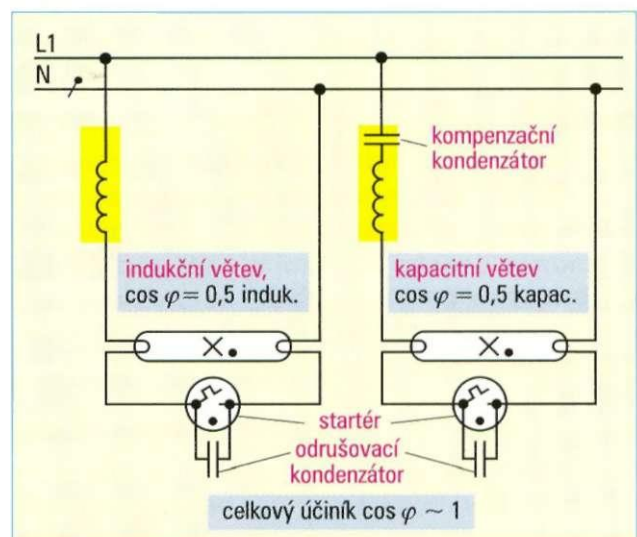 L1
N
kompenzační
kondenzátor
indukční větev,
cos φ = 0,5 induk.
kapacitní větev
cos φ = 0,5 kapac.
startér
odrušovací
kondenzátor
celkový účiník cos φ ~ 1